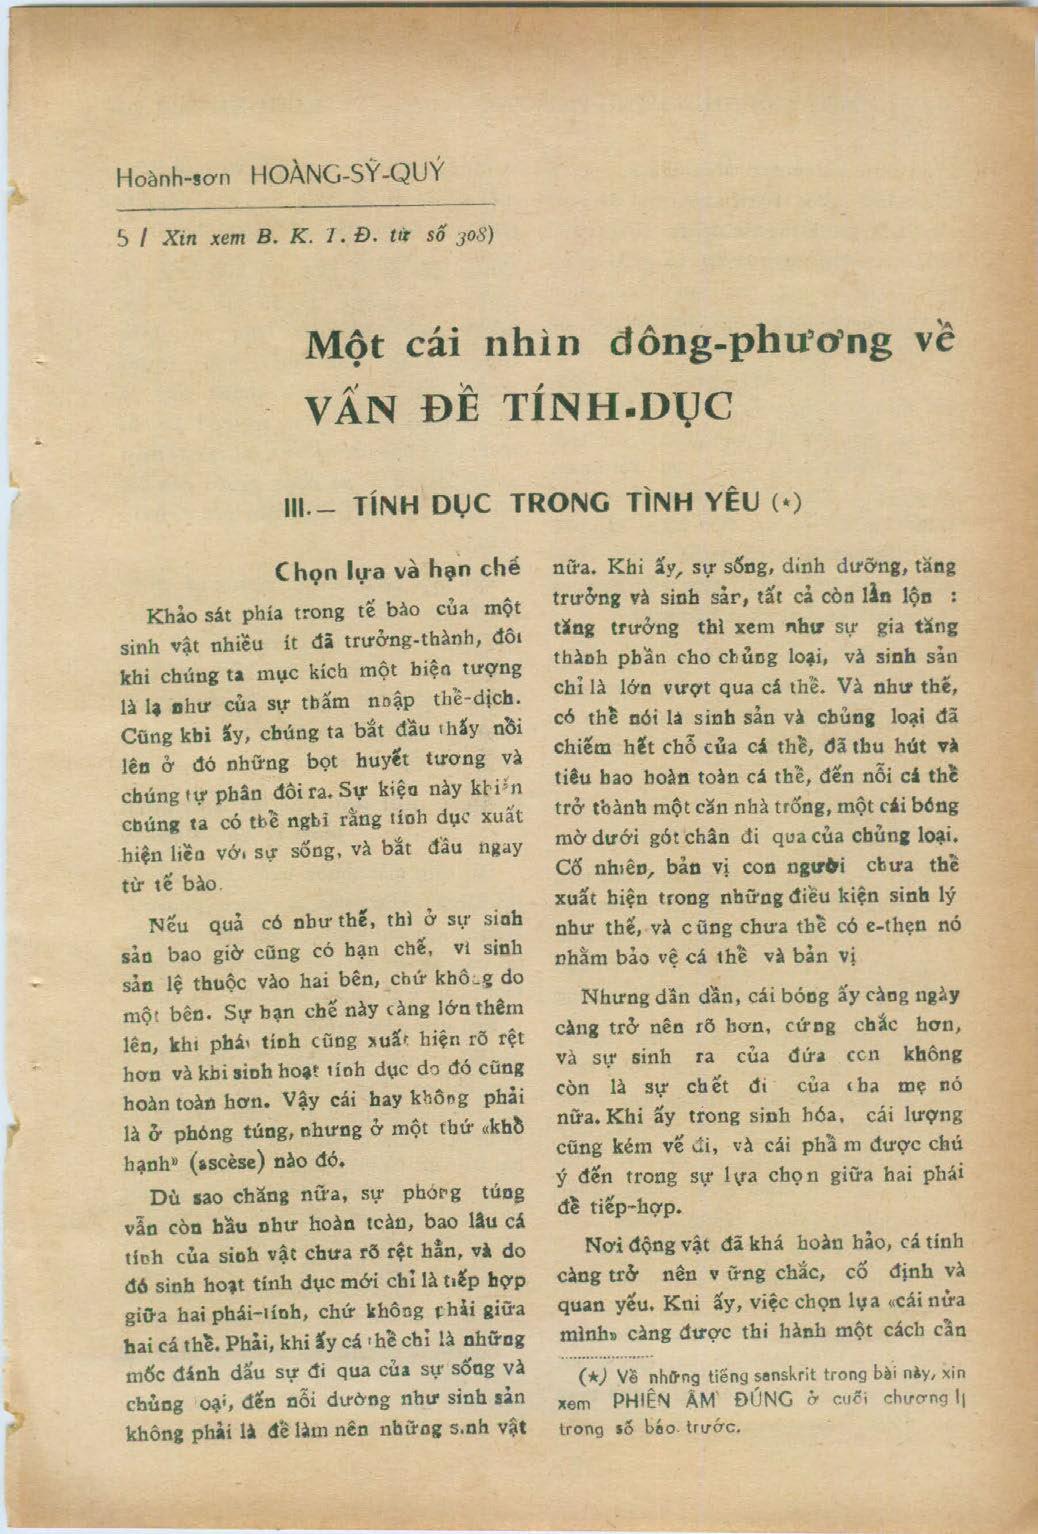 Hoành-sơn HOÀNG-SỸ-QUÝ
5 / Xin xem B. K. T. Đ. từ số 308)
Một cái nhìn đông-phương về
VẤN ĐỀ TÍNH-DỤC
III.— TÍNH DỤC TRONG TÌNH YÊU (*)
Chọn lựa và hạn chế
Khảo sát phía trong tế bào của một
sinh vật nhiều ít đã trưởng-thành, đôi
khi chúng ta mục kích một hiện tượng
là lạ như của sự thấm nhập thể-dịch.
Cũng khi ấy, chúng ta bắt đầu thấy nổi
lên ở đó những bọt huyết tương và
chúng tự phân đôi ra. Sự kiện này khiến
chúng ta có thể nghĩ rằng tính dục xuất
hiện liền với sự sống, và bắt đầu ngay
từ tế bào.
Nếu quả có như thế, thì ở sự sinh
sản bao giờ cũng có hạn chế, vì sinh
sản lệ thuộc vào hai bên, chứ không do
một bên. Sự hạn chế này càng lớn thêm
lên, khi phái tính cũng xuất hiện rõ rệt
hơn và khi sinh hoạt tính dục do đó cũng
hoàn toàn hơn. Vậy cái hay không phải
là ở phóng túng, nhưng ở một thứ «khổ
hạnh» (ascèse) nào đó.
Dù sao chăng nữa, sự phóng túng
vẫn còn hầu như hoàn toàn, bao lâu cá
tính của sinh vật chưa rõ rệt hẳn, và do
đó sinh hoạt tính dục mới chỉ là tiếp hợp
giữa hai phái-tính, chứ không phải giữa
hai cá thể. Phải, khi ấy cá thể chỉ là những
mốc đánh dấu sự đi qua của sự sống và
chủng loại, đến nỗi dường như sinh sản
không phải là để làm nên những sinh vật
nữa. Khi ấy, sự sống, dinh dưỡng, tăng
trưởng và sinh sản, tất cả còn lẫn lộn :
tăng trưởng thì xem như sự gia tăng
thành phần cho chủng loại, và sinh sản
chỉ là lớn vượt qua cá thể. Và như thế,
có thể nói là sinh sản và chủng loại đã
chiếm hết chỗ của cá thể, đã thu hút và
tiêu hao hoàn toàn cá thể, đến nỗi cá thể
trở thành một căn nhà trống, một cái bóng
mờ dưới gót chân đi qua của chủng loại.
Cố nhiên, bản vị con người chưa thể
xuất hiện trong những điều kiện sinh lý
như thế, và cũng chưa thể có e-thẹn nó
nhằm bảo vệ cá thể và bản vị
Nhưng dần dần, cái bóng ấy càng ngày
càng trở nên rõ hơn, cứng chắc hơn,
và sự sinh ra của đứa con không
còn là sự chết đi của cha mẹ nó
nữa. Khi ấy trong sinh hóa, cái lượng
cũng kém vế đi, và cái phẩm được chú
ý đến trong sự lựa chọn giữa hai phái
để tiếp-hợp.
Nơi động vật đã khá hoàn hảo, cá tính
càng trở nên vững chắc, cố định và
quan yếu. Khi ấy, việc chọn lựa «cái nửa
mình» càng được thi hành một cách cẩn
(*) Về những tiếng sanskrit trong bài này, xin
xem PHIÊN ÂM ĐÚNG ở cuối chương I,
trong số báo trước.